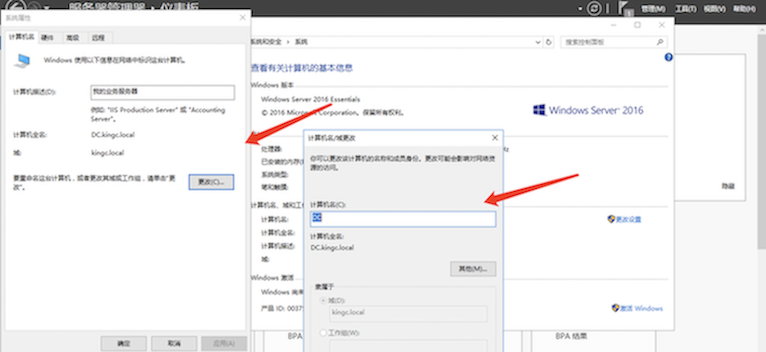 服务器管理器 · 仪表板
管理(M) 工具(T) 视图(V) 帮助(H)
1
系统属性
计算机名 硬件 高级 远程
Windows 使用以下信息在网络中标识这台计算机。
计算机描述(D): 我的业务服务器
例如: "IIS Production Server" 或 "Accounting
Server"。
计算机全名: DC.kingc.local
域: kingc.local
要重命名这台计算机，或者更改其域或工作组，请单击"更
改"。
更改(C)...
确定 取消 应用(A)
系统和安全 › 系统
搜索控制面板
查看有关计算机的基本信息
Windows 版本
Windows Server 2016 Essentials
Corporation。保留所有权利。
Windows Server 2016
处理器:
已安装的内存
系统类型:
笔和触摸:
计算机名、域和工
计算机名:
计算机全名:
计算机描述:
域:
更改设置
Windows 激活
Windows 尚未
产品 ID: 0037
激活 Windows
计算机名/域更改
你可以更改该计算机的名称和成员身份。更改可能会影响对网络资
源的访问。
计算机名(C):
DC
计算机全名:
DC.kingc.local
其他(M)...
隶属于
域(D):
kingc.local
工作组(W):
隐藏
BPA 结果